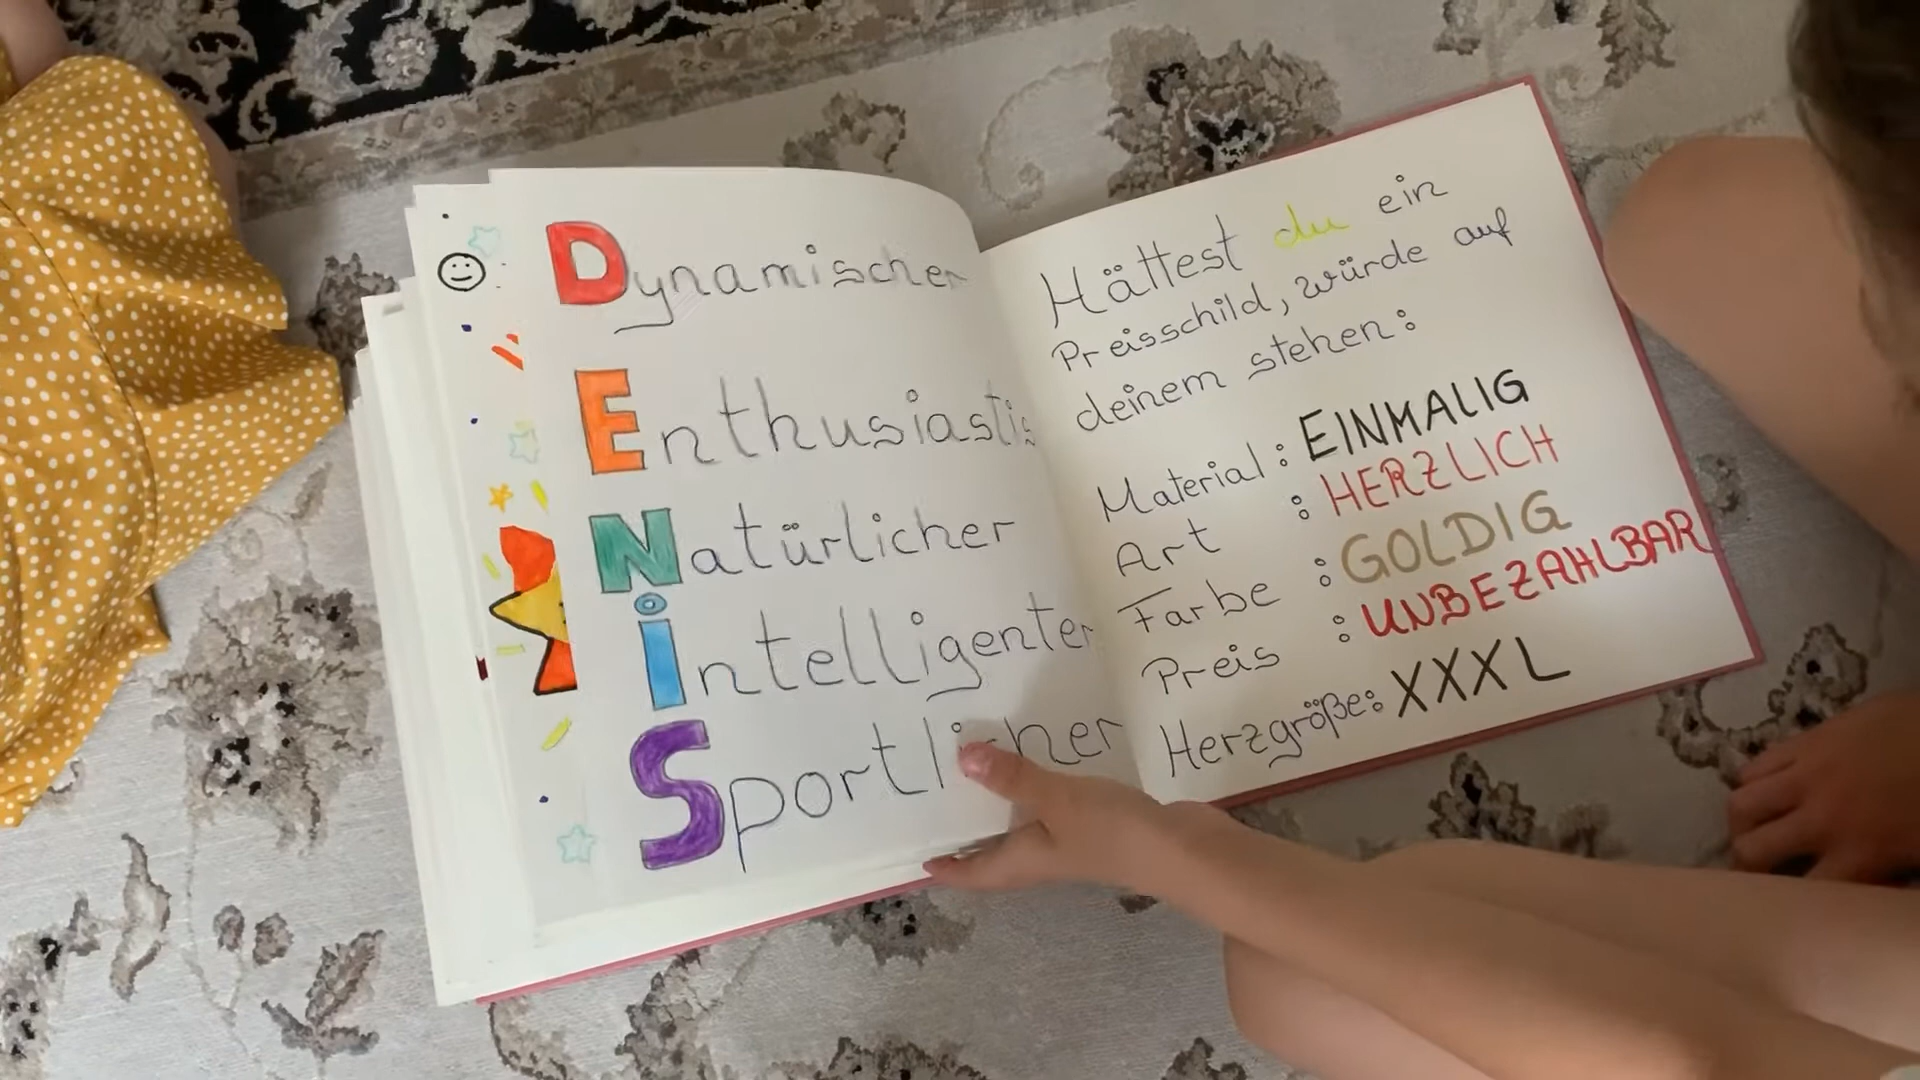 Dynamischer
Enthusiastis
Natürlicher
Intelligenter
Sportlicher
Hättest du ein
Preisschild, würde auf
deinem stehen:
Material: EINMALIG
Art : HERZLICH
Farbe : GOLDIG
Preis : UNBEZAHLBAR
Herzgröße: XXXL